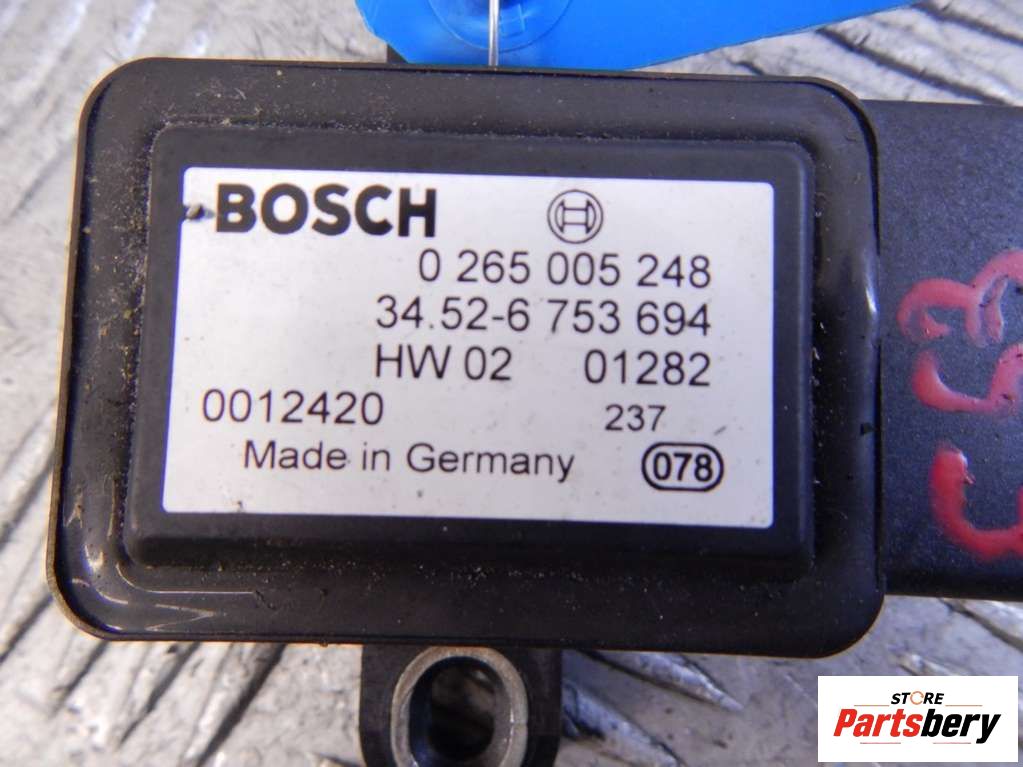 BOSCH
0 265 005 248
34.52-6 753 694
HW 02 01282
0012420 237
Made in Germany 078
E53
STORE
Partsbery